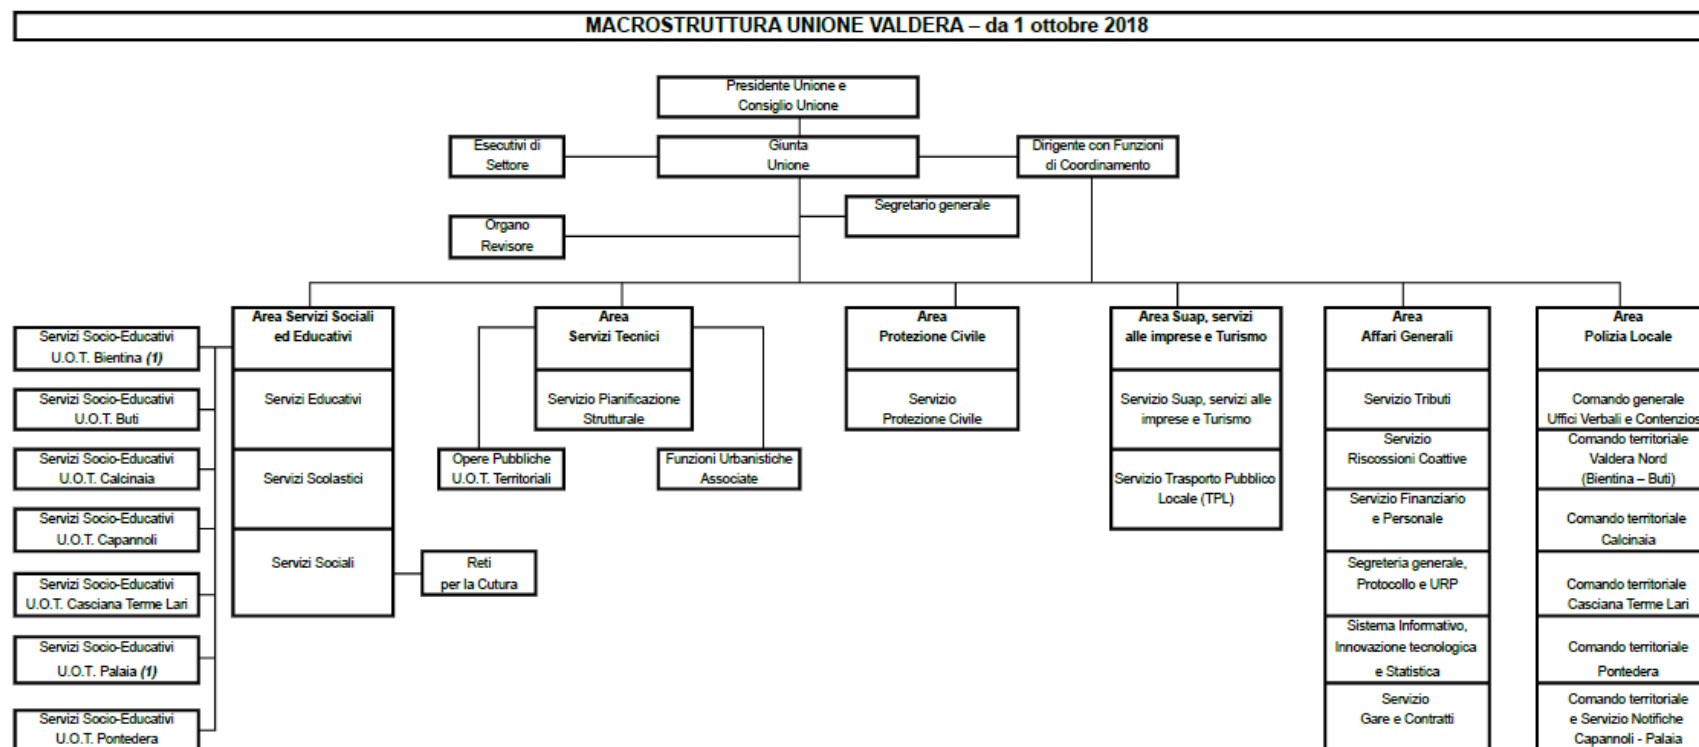 MACROSTRUTTURA UNIONE VALDERA – da 1 ottobre 2018
Presidente Unione e
Consiglio Unione
Esecutivi di
Settore
Giunta
Unione
Dirigente con Funzioni
di Coordinamento
Segretario generale
Organo
Revisore
Servizi Socio-Educativi
U.O.T. Bientina (1)
Servizi Socio-Educativi
U.O.T. Buti
Servizi Socio-Educativi
U.O.T. Calcinaia
Servizi Socio-Educativi
U.O.T. Capannoli
Servizi Socio-Educativi
U.O.T. Casciana Terme Lari
Servizi Socio-Educativi
U.O.T. Palaia (1)
Servizi Socio-Educativi
U.O.T. Pontedera
Area Servizi Sociali
ed Educativi
Servizi Educativi
Servizi Scolastici
Servizi Sociali
Reti
per la Cutura
Area
Servizi Tecnici
Servizio Pianificazione
Strutturale
Opere Pubbliche
U.O.T. Territoriali
Funzioni Urbanistiche
Associate
Area
Protezione Civile
Servizio
Protezione Civile
Area Suap, servizi
alle imprese e Turismo
Servizio Suap, servizi alle
imprese e Turismo
Servizio Trasporto Pubblico
Locale (TPL)
Area
Affari Generali
Servizio Tributi
Servizio
Riscossioni Coattive
Servizio Finanziario
e Personale
Segreteria generale,
Protocollo e URP
Sistema Informativo,
Innovazione tecnologica
e Statistica
Servizio
Gare e Contratti
Area
Polizia Locale
Comando generale
Uffici Verbali e Contenzios
Comando territoriale
Valdera Nord
(Bientina – Buti)
Comando territoriale
Calcinaia
Comando territoriale
Casciana Terme Lari
Comando territoriale
Pontedera
Comando territoriale
e Servizio Notifiche
Capannoli - Palaia